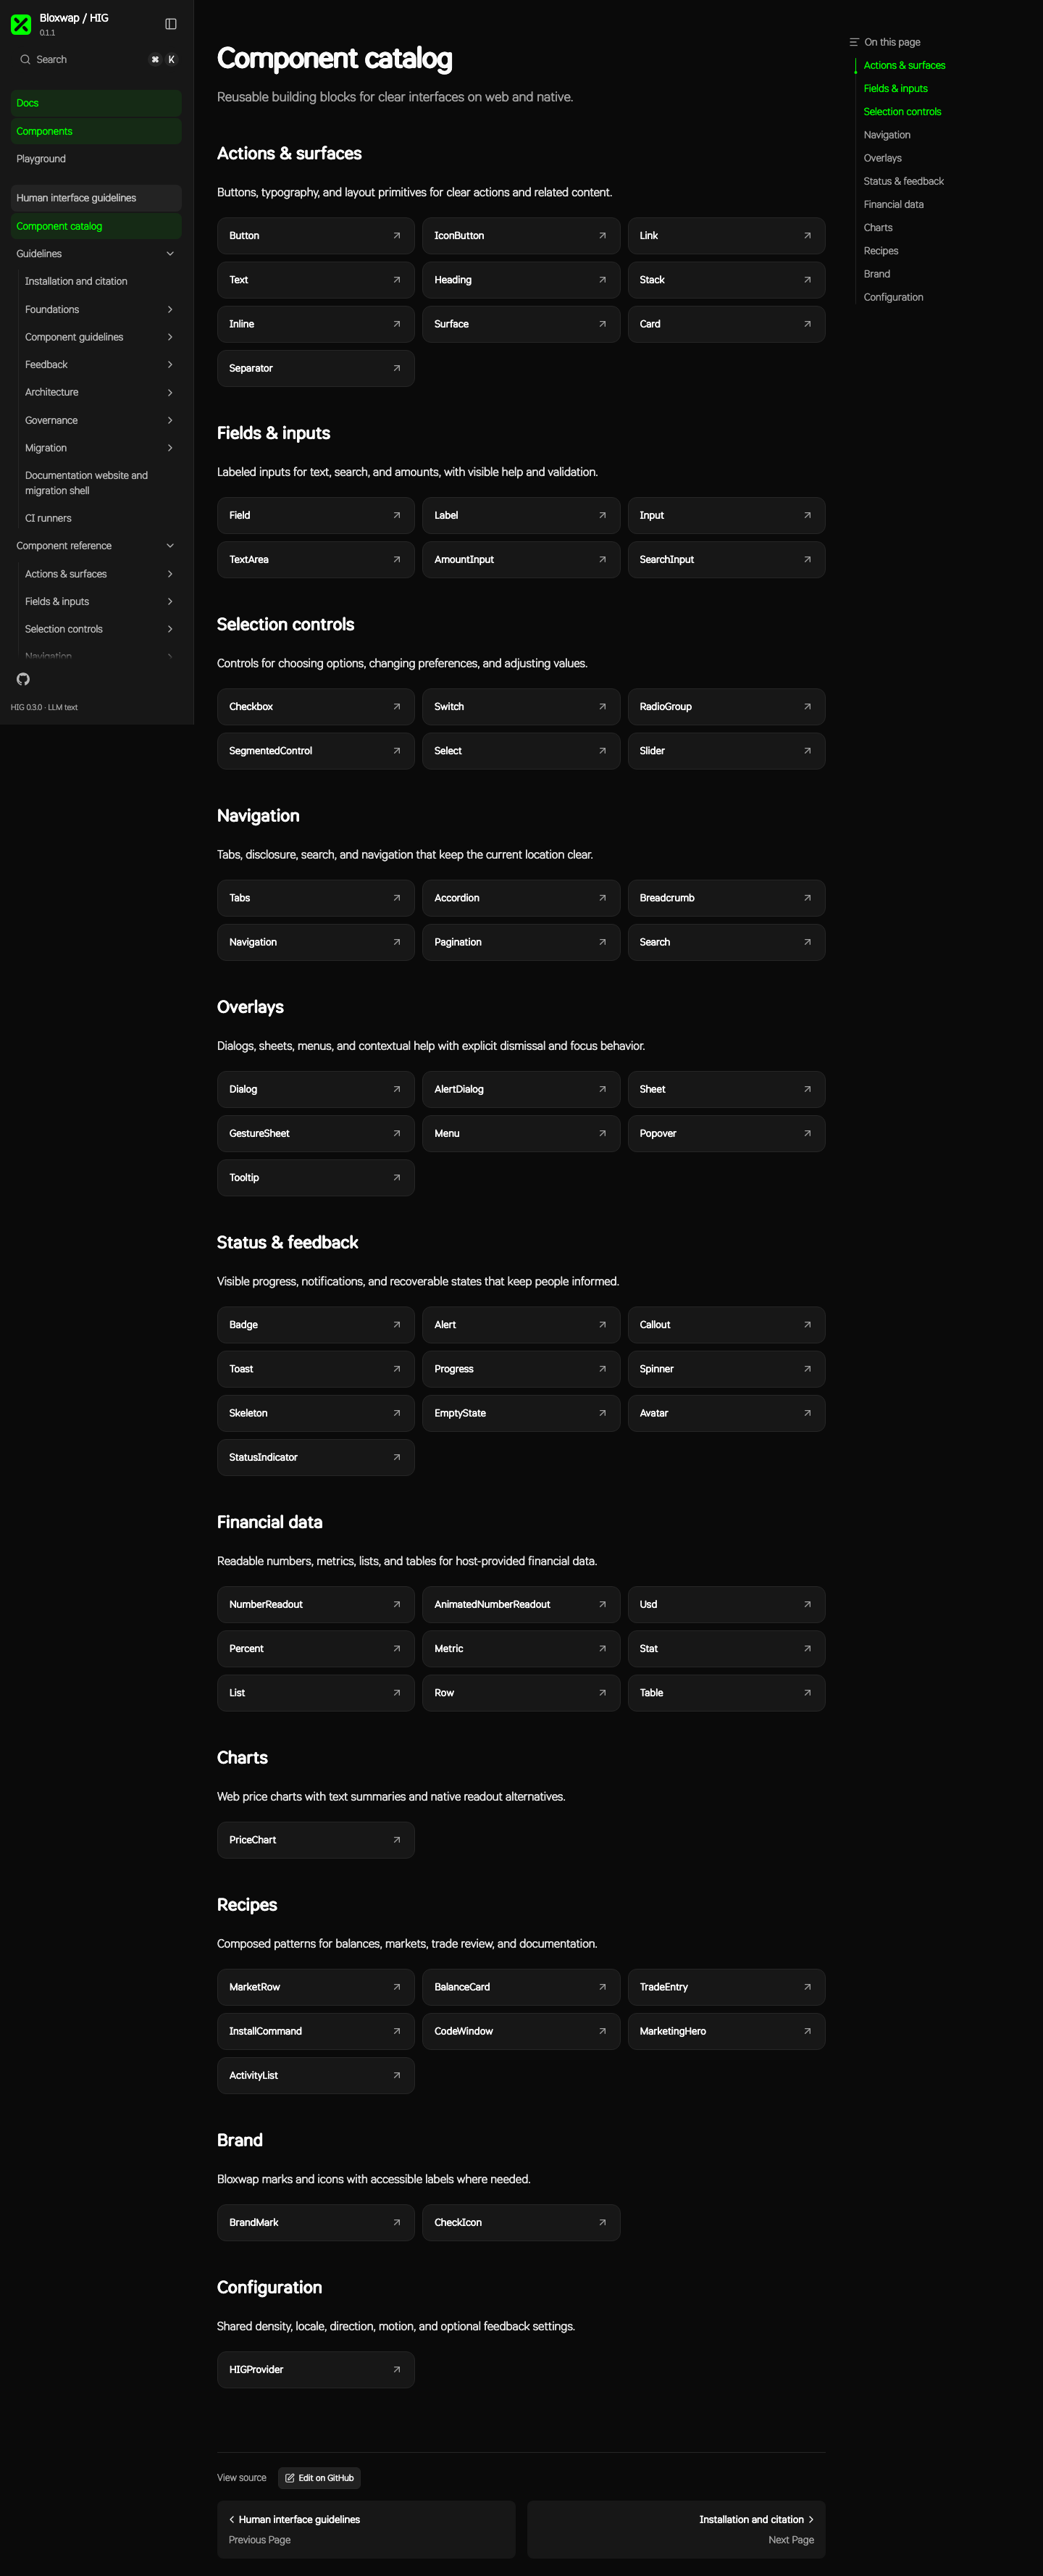 Bloxwap / HIG
0.1.1
Search
⌘ K
Docs
Components
Playground
Human interface guidelines
Component catalog
Guidelines
Installation and citation
Foundations
Component guidelines
Feedback
Architecture
Governance
Migration
Documentation website and
migration shell
CI runners
Component reference
Actions & surfaces
Fields & inputs
Selection controls
Navigation
HIG 0.3.0 · LLM text
Component catalog
Reusable building blocks for clear interfaces on web and native.
Actions & surfaces
Buttons, typography, and layout primitives for clear actions and related content.
Button
IconButton
Link
Text
Heading
Stack
Inline
Surface
Card
Separator
Fields & inputs
Labeled inputs for text, search, and amounts, with visible help and validation.
Field
Label
Input
TextArea
AmountInput
SearchInput
Selection controls
Controls for choosing options, changing preferences, and adjusting values.
Checkbox
Switch
RadioGroup
SegmentedControl
Select
Slider
Navigation
Tabs, disclosure, search, and navigation that keep the current location clear.
Tabs
Accordion
Breadcrumb
Navigation
Pagination
Search
Overlays
Dialogs, sheets, menus, and contextual help with explicit dismissal and focus behavior.
Dialog
AlertDialog
Sheet
GestureSheet
Menu
Popover
Tooltip
Status & feedback
Visible progress, notifications, and recoverable states that keep people informed.
Badge
Alert
Callout
Toast
Progress
Spinner
Skeleton
EmptyState
Avatar
StatusIndicator
Financial data
Readable numbers, metrics, lists, and tables for host-provided financial data.
NumberReadout
AnimatedNumberReadout
Usd
Percent
Metric
Stat
List
Row
Table
Charts
Web price charts with text summaries and native readout alternatives.
PriceChart
Recipes
Composed patterns for balances, markets, trade review, and documentation.
MarketRow
BalanceCard
TradeEntry
InstallCommand
CodeWindow
MarketingHero
ActivityList
Brand
Bloxwap marks and icons with accessible labels where needed.
BrandMark
CheckIcon
Configuration
Shared density, locale, direction, motion, and optional feedback settings.
HIGProvider
View source
Edit on GitHub
Human interface guidelines
Previous Page
Installation and citation
Next Page
On this page
Actions & surfaces
Fields & inputs
Selection controls
Navigation
Overlays
Status & feedback
Financial data
Charts
Recipes
Brand
Configuration